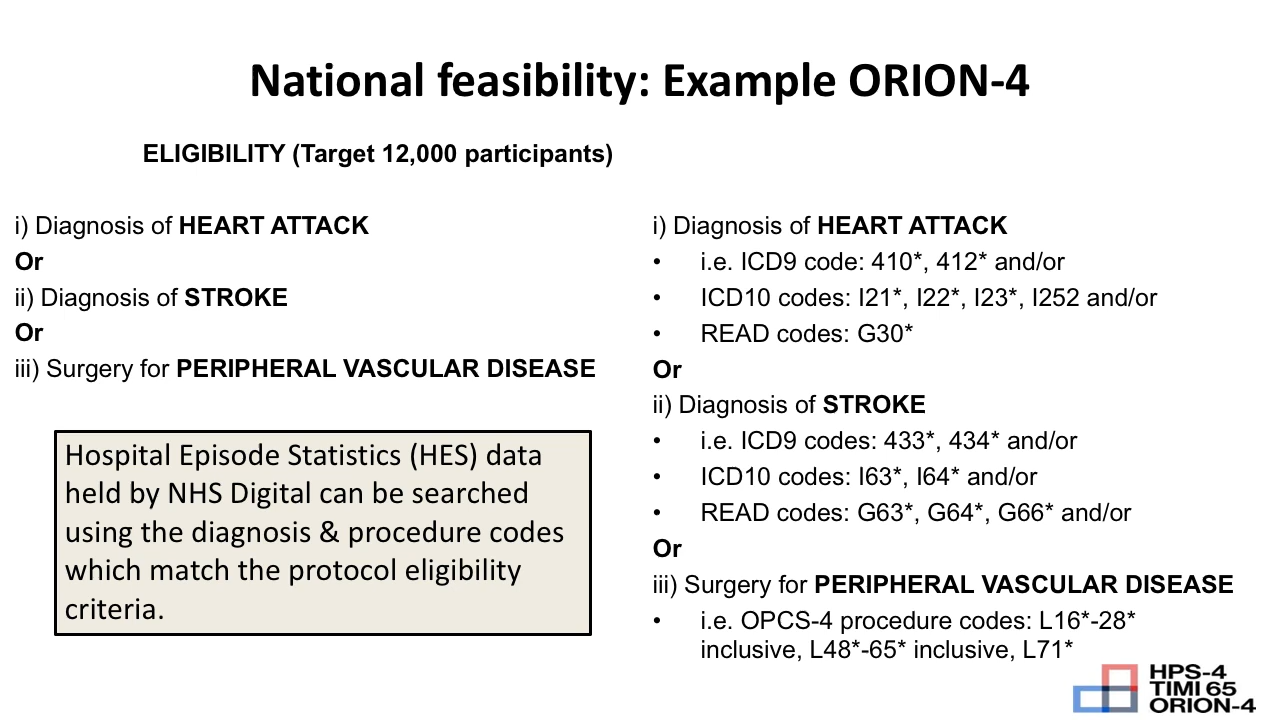 National feasibility: Example ORION-4
ELIGIBILITY (Target 12,000 participants)
i) Diagnosis of HEART ATTACK
Or
ii) Diagnosis of STROKE
Or
iii) Surgery for PERIPHERAL VASCULAR DISEASE
Hospital Episode Statistics (HES) data
held by NHS Digital can be searched
using the diagnosis & procedure codes
which match the protocol eligibility
criteria.
i) Diagnosis of HEART ATTACK
• i.e. ICD9 code: 410*, 412* and/or
• ICD10 codes: I21*, I22*, I23*, I252 and/or
• READ codes: G30*
Or
ii) Diagnosis of STROKE
• i.e. ICD9 codes: 433*, 434* and/or
• ICD10 codes: I63*, I64* and/or
• READ codes: G63*, G64*, G66* and/or
Or
iii) Surgery for PERIPHERAL VASCULAR DISEASE
• i.e. OPCS-4 procedure codes: L16*-28*
inclusive, L48*-65* inclusive, L71*
HPS-4
TIMI 65
ORION-4